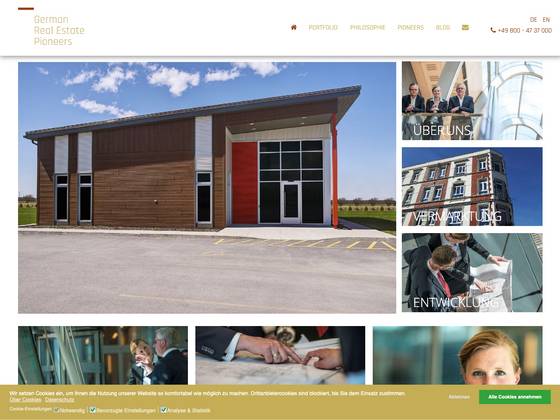 German
Real Estate
Pioneers
PORTFOLIO
PHILOSOPHIE
PIONEERS
BLOG
DE EN
+49 800 - 47 37 000
ÜBER UNS
VERMARKTUNG
ENTWICKLUNG
Wir setzen Cookies ein, um Ihnen die Nutzung unserer Website so komfortabel wie möglich zu machen. Drittanbietercookies sind blockiert, bis Sie dem Einsatz zustimmen.
Über Cookies Datenschutz
Cookie-Einstellungen Notwendig Bevorzugte Einstellungen Analyse & Statistik
Ablehnen
Alle Cookies annehmen